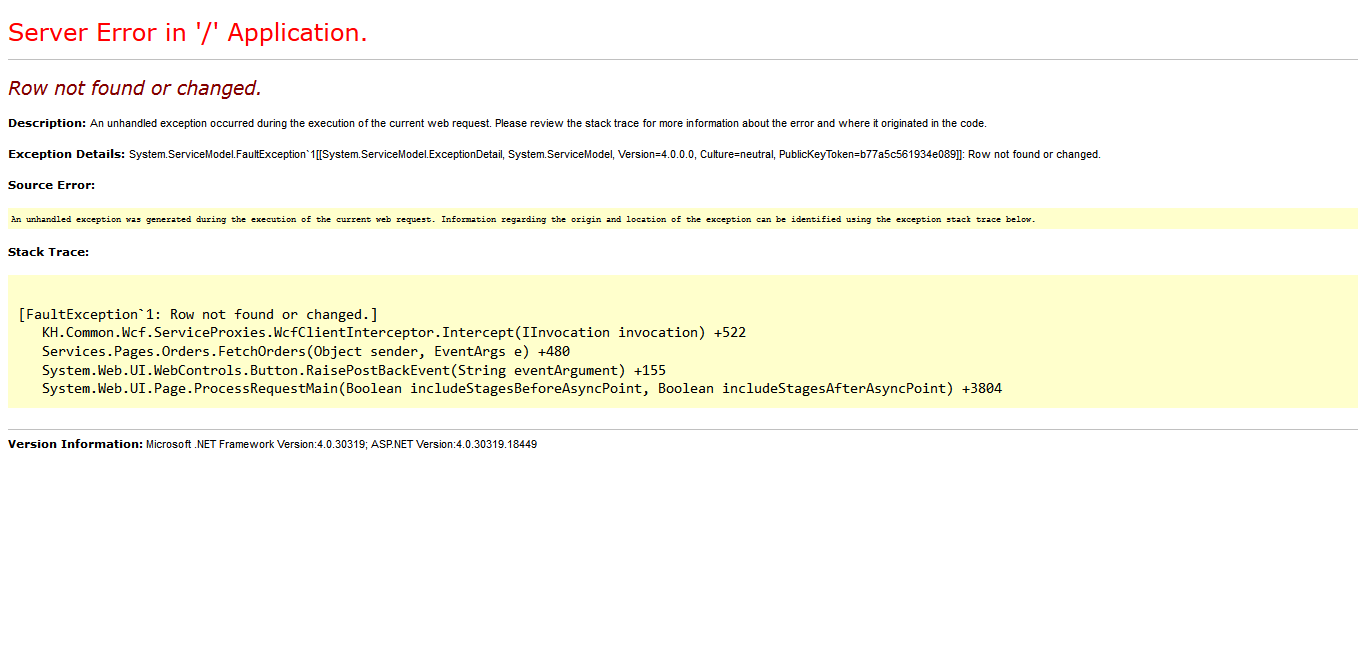 Server Error in '/' Application.
Row not found or changed.
Description: An unhandled exception occurred during the execution of the current web request. Please review the stack trace for more information about the error and where it originated in the code.
Exception Details: System.ServiceModel.FaultException`1[[System.ServiceModel.ExceptionDetail, System.ServiceModel, Version=4.0.0.0, Culture=neutral, PublicKeyToken=b77a5c561934e089]]: Row not found or changed.
Source Error:
An unhandled exception was generated during the execution of the current web request. Information regarding the origin and location of the exception can be identified using the exception stack trace below.
Stack Trace:
[FaultException`1: Row not found or changed.]
KH.Common.Wcf.ServiceProxies.WcfClientInterceptor.Intercept(IInvocation invocation) +522
Services.Pages.Orders.FetchOrders(Object sender, EventArgs e) +480
System.Web.UI.WebControls.Button.RaisePostBackEvent(String eventArgument) +155
System.Web.UI.Page.ProcessRequestMain(Boolean includeStagesBeforeAsyncPoint, Boolean includeStagesAfterAsyncPoint) +3804
Version Information: Microsoft .NET Framework Version:4.0.30319; ASP.NET Version:4.0.30319.18449